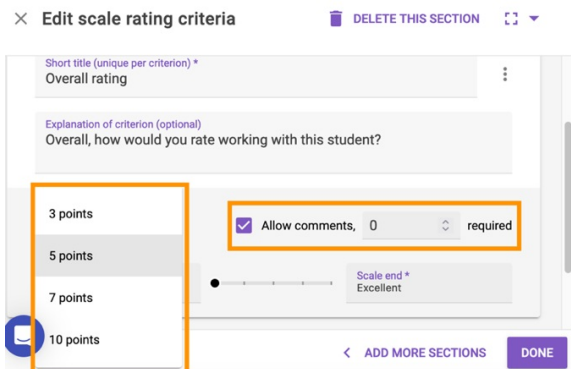 Edit scale rating criteria
DELETE THIS SECTION
Short title (unique per criterion) *
Overall rating
Explanation of criterion (optional)
Overall, how would you rate working with this student?
3 points
5 points
7 points
10 points
Allow comments, 0 required
Scale end *
Excellent
ADD MORE SECTIONS
DONE